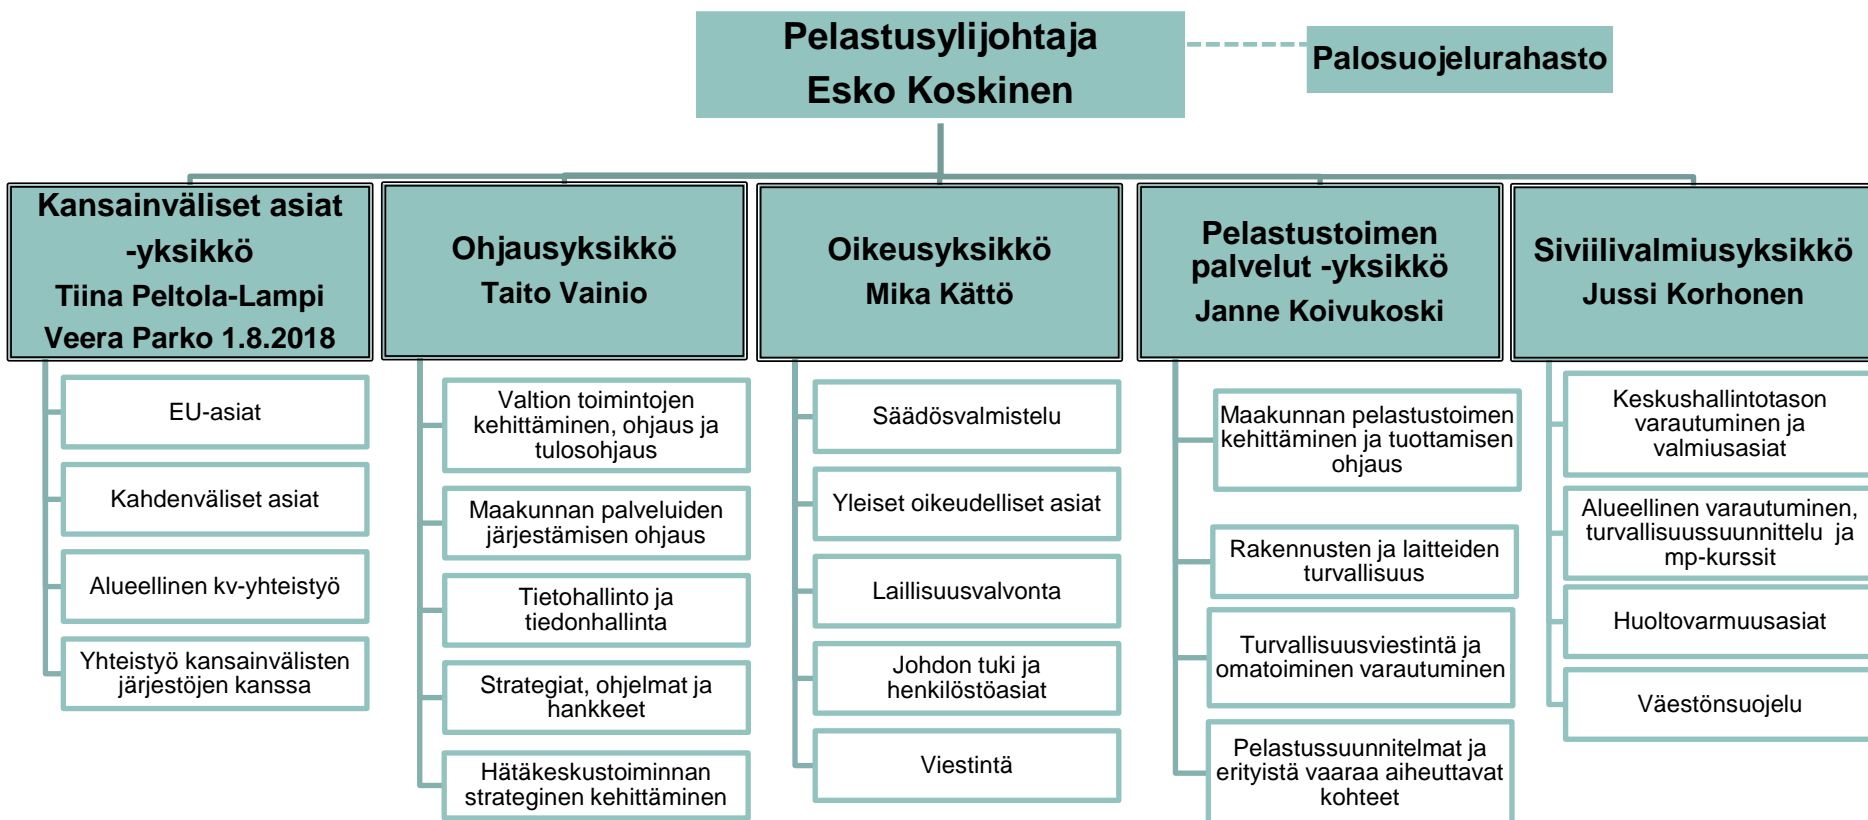 Pelastusylijohtaja
Esko Koskinen
Palosuojelurahasto
Kansainväliset asiat
-yksikkö
Tiina Peltola-Lampi
Veera Parko 1.8.2018
EU-asiat
Kahdenväliset asiat
Alueellinen kv-yhteistyö
Yhteistyö kansainvälisten
järjestöjen kanssa
Ohjausyksikkö
Taito Vainio
Valtion toimintojen
kehittäminen, ohjaus ja
tulosohjaus
Maakunnan palveluiden
järjestämisen ohjaus
Tietohallinto ja
tiedonhallinta
Strategiat, ohjelmat ja
hankkeet
Hätäkeskustoiminnan
strateginen kehittäminen
Oikeusyksikkö
Mika Kättö
Säädösvalmistelu
Yleiset oikeudelliset asiat
Laillisuusvalvonta
Johdon tuki ja
henkilöstöasiat
Viestintä
Pelastustoimen
palvelut -yksikkö
Janne Koivukoski
Maakunnan pelastustoimen
kehittäminen ja tuottamisen
ohjaus
Rakennusten ja laitteiden
turvallisuus
Turvallisuusviestintä ja
omatoiminen varautuminen
Pelastussuunnitelmat ja
erityistä vaaraa aiheuttavat
kohteet
Siviilivalmiusyksikkö
Jussi Korhonen
Keskushallintotason
varautuminen ja
valmiusasiat
Alueellinen varautuminen,
turvallisuussuunnittelu ja
mp-kurssit
Huoltovarmuusasiat
Väestönsuojelu